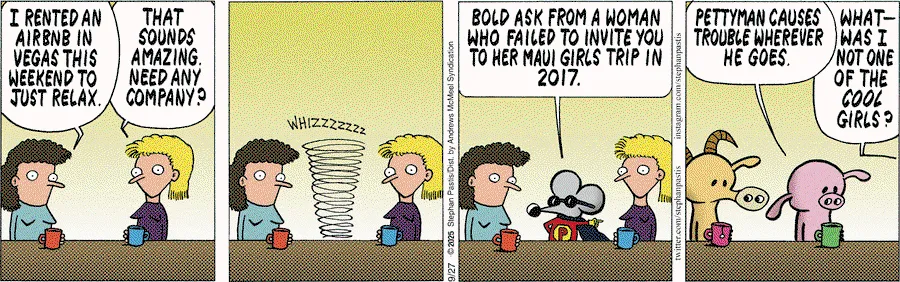 I RENTED AN
AIRBNB IN
VEGAS THIS
WEEKEND TO
JUST RELAX.
THAT
SOUNDS
AMAZING.
NEED ANY
COMPANY?
WHIZZZZZZZ
9/27 ©2025 Stephan Pastis/Dist. by Andrews McMeel Syndication
BOLD ASK FROM A WOMAN
WHO FAILED TO INVITE YOU
TO HER MAUI GIRLS TRIP IN
2017.
P
twitter.com/stephanpastis instagram.com/stephanpastis
PETTYMAN CAUSES
TROUBLE WHEREVER
HE GOES.
WHAT—
WAS I
NOT ONE
OF THE
COOL
GIRLS?